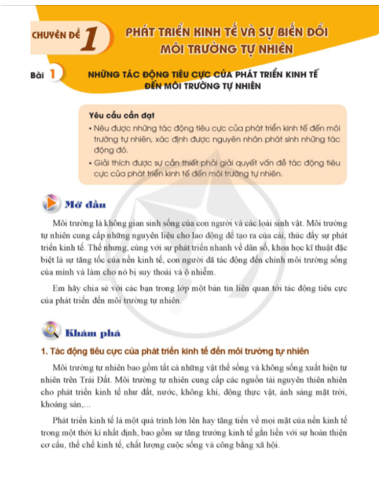 CHUYÊN ĐỀ 1
PHÁT TRIỂN KINH TẾ VÀ SỰ BIẾN ĐỔI
MÔI TRƯỜNG TỰ NHIÊN
Bài 1
NHỮNG TÁC ĐỘNG TIÊU CỰC CỦA PHÁT TRIỂN KINH TẾ
ĐẾN MÔI TRƯỜNG TỰ NHIÊN
Yêu cầu cần đạt
• Nêu được những tác động tiêu cực của phát triển kinh tế đến môi
trường tự nhiên, xác định được nguyên nhân phát sinh những tác
động đó.
• Giải thích được sự cần thiết phải giải quyết vấn đề tác động tiêu
cực của phát triển kinh tế đến môi trường tự nhiên.
Mở đầu
Môi trường là không gian sinh sống của con người và các loài sinh vật. Môi trường
tự nhiên cung cấp những nguyên liệu cho lao động để tạo ra của cải, thúc đẩy sự phát
triển kinh tế. Thế nhưng, cùng với sự phát triển nhanh về dân số, khoa học kĩ thuật đặc
biệt là sự tăng tốc của nền kinh tế, con người đã tác động đến chính môi trường sống
của mình và làm cho nó bị suy thoái và ô nhiễm.
Em hãy chia sẻ với các bạn trong lớp một bản tin liên quan tới tác động tiêu cực
của phát triển đến môi trường tự nhiên.
Khám phá
1. Tác động tiêu cực của phát triển kinh tế đến môi trường tự nhiên
Môi trường tự nhiên bao gồm tất cả những vật thể sống và không sống xuất hiện tự
nhiên trên Trái Đất. Môi trường tự nhiên cung cấp các nguồn tài nguyên thiên nhiên
cho phát triển kinh tế như đất, nước, không khí, động thực vật, ánh sáng mặt trời,
khoáng sản,...
Phát triển kinh tế là một quá trình lớn lên hay tăng tiến về mọi mặt của nền kinh tế
trong một thời kì nhất định, bao gồm sự tăng trưởng kinh tế gắn liền với sự hoàn thiện
cơ cấu, thể chế kinh tế, chất lượng cuộc sống và công bằng xã hội.